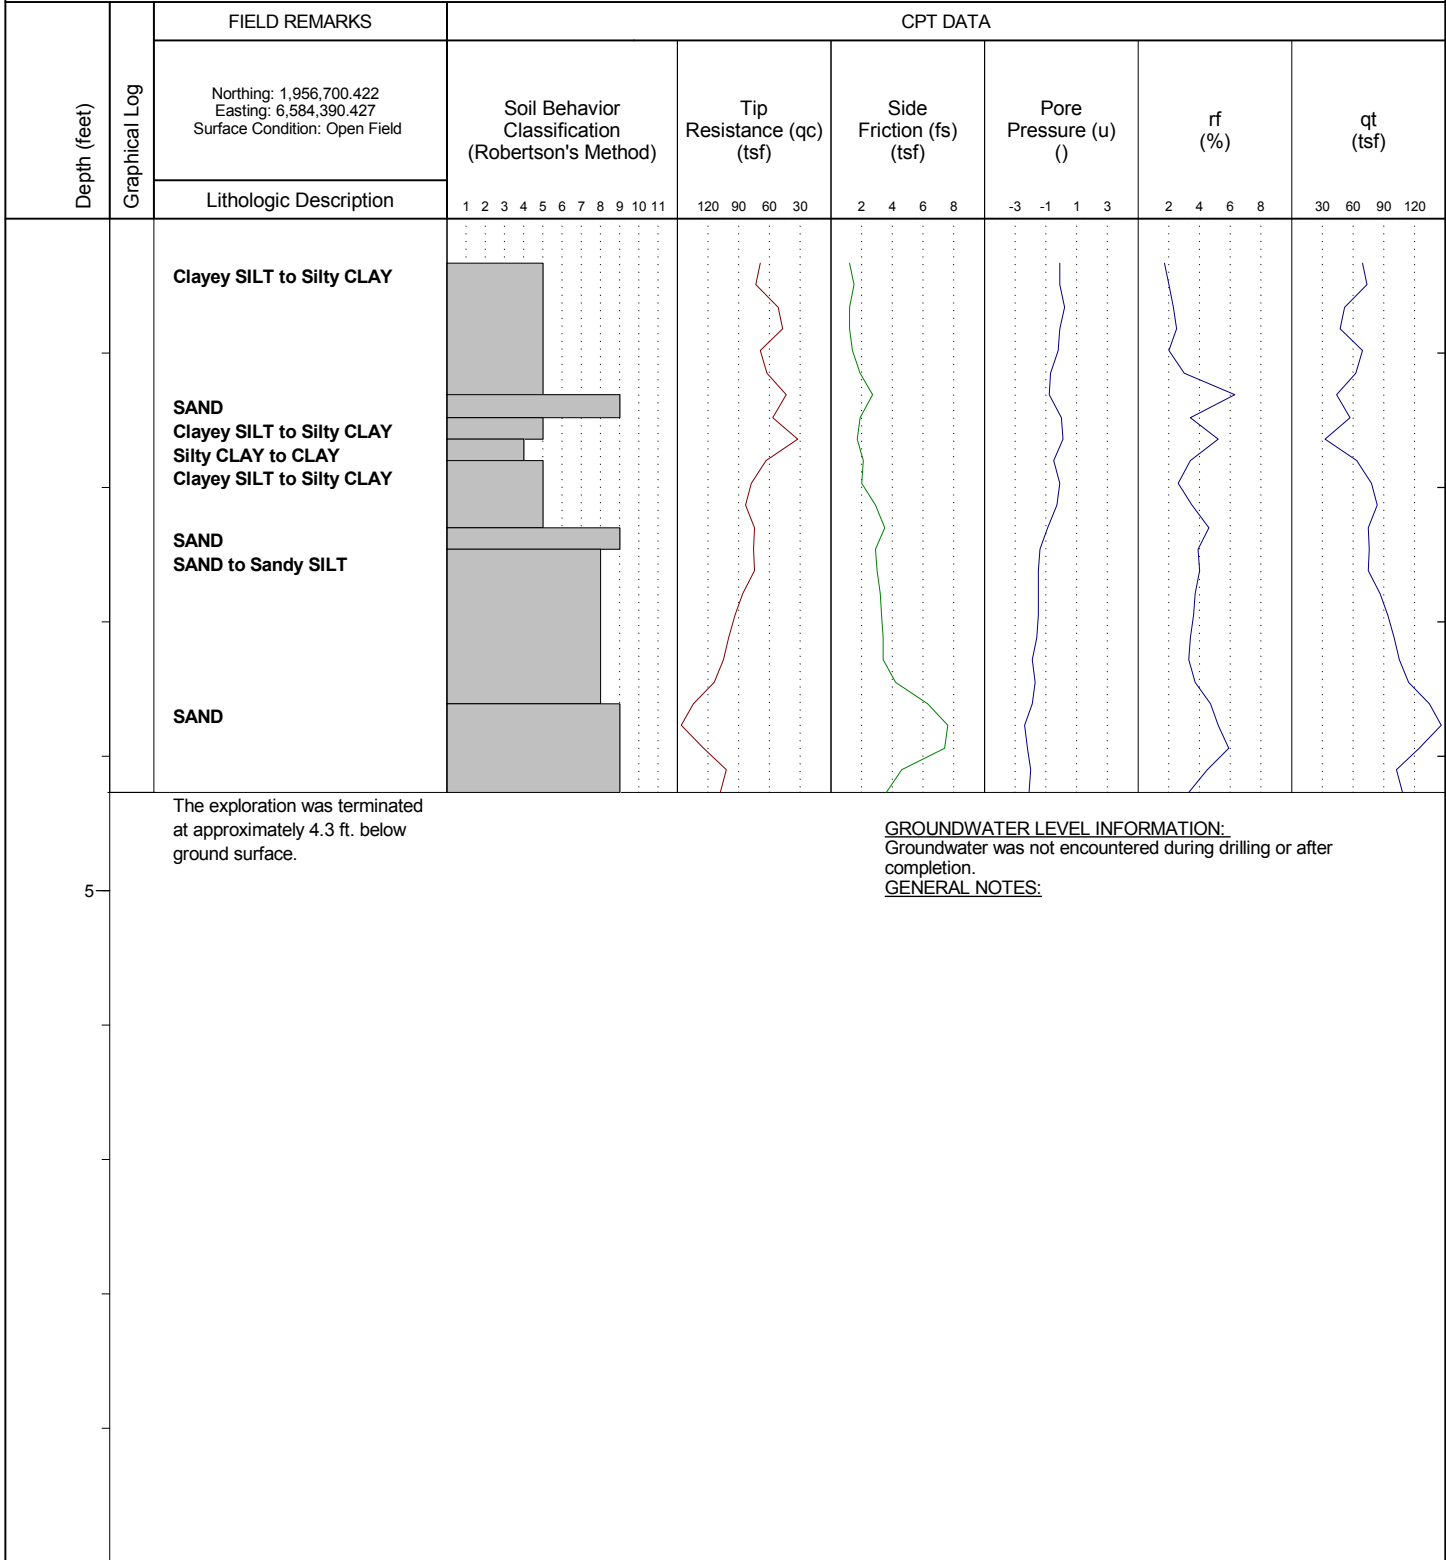 FIELD REMARKS
CPT DATA
Depth (feet)
Graphical Log
Northing: 1,956,700.422
Easting: 6,584,390.427
Surface Condition: Open Field
Lithologic Description
Soil Behavior
Classification
(Robertson's Method)
Tip
Resistance (qc)
(tsf)
Side
Friction (fs)
(tsf)
Pore
Pressure (u)
()
rf
(%)
qt
(tsf)
1 2 3 4 5 6 7 8 9 10 11
120 90 60 30
2 4 6 8
-3 -1 1 3
2 4 6 8
30 60 90 120
Clayey SILT to Silty CLAY
SAND
Clayey SILT to Silty CLAY
Silty CLAY to CLAY
Clayey SILT to Silty CLAY
SAND
SAND to Sandy SILT
SAND
The exploration was terminated
at approximately 4.3 ft. below
ground surface.
GROUNDWATER LEVEL INFORMATION:
Groundwater was not encountered during drilling or after
completion.
GENERAL NOTES:
5